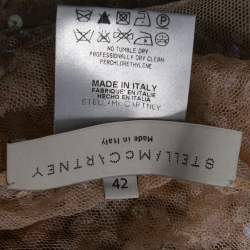 NO TUMBLE DRY
PROFESSIONALLY DRY CLEAN
PERCHLORETHYLENE
MADE IN ITALY
FABRIQUÉ EN ITALIE
HECHO EN ITALIA
STELLAMCCARTNEY
Made in Italy
STELLAMCCARTNEY
42